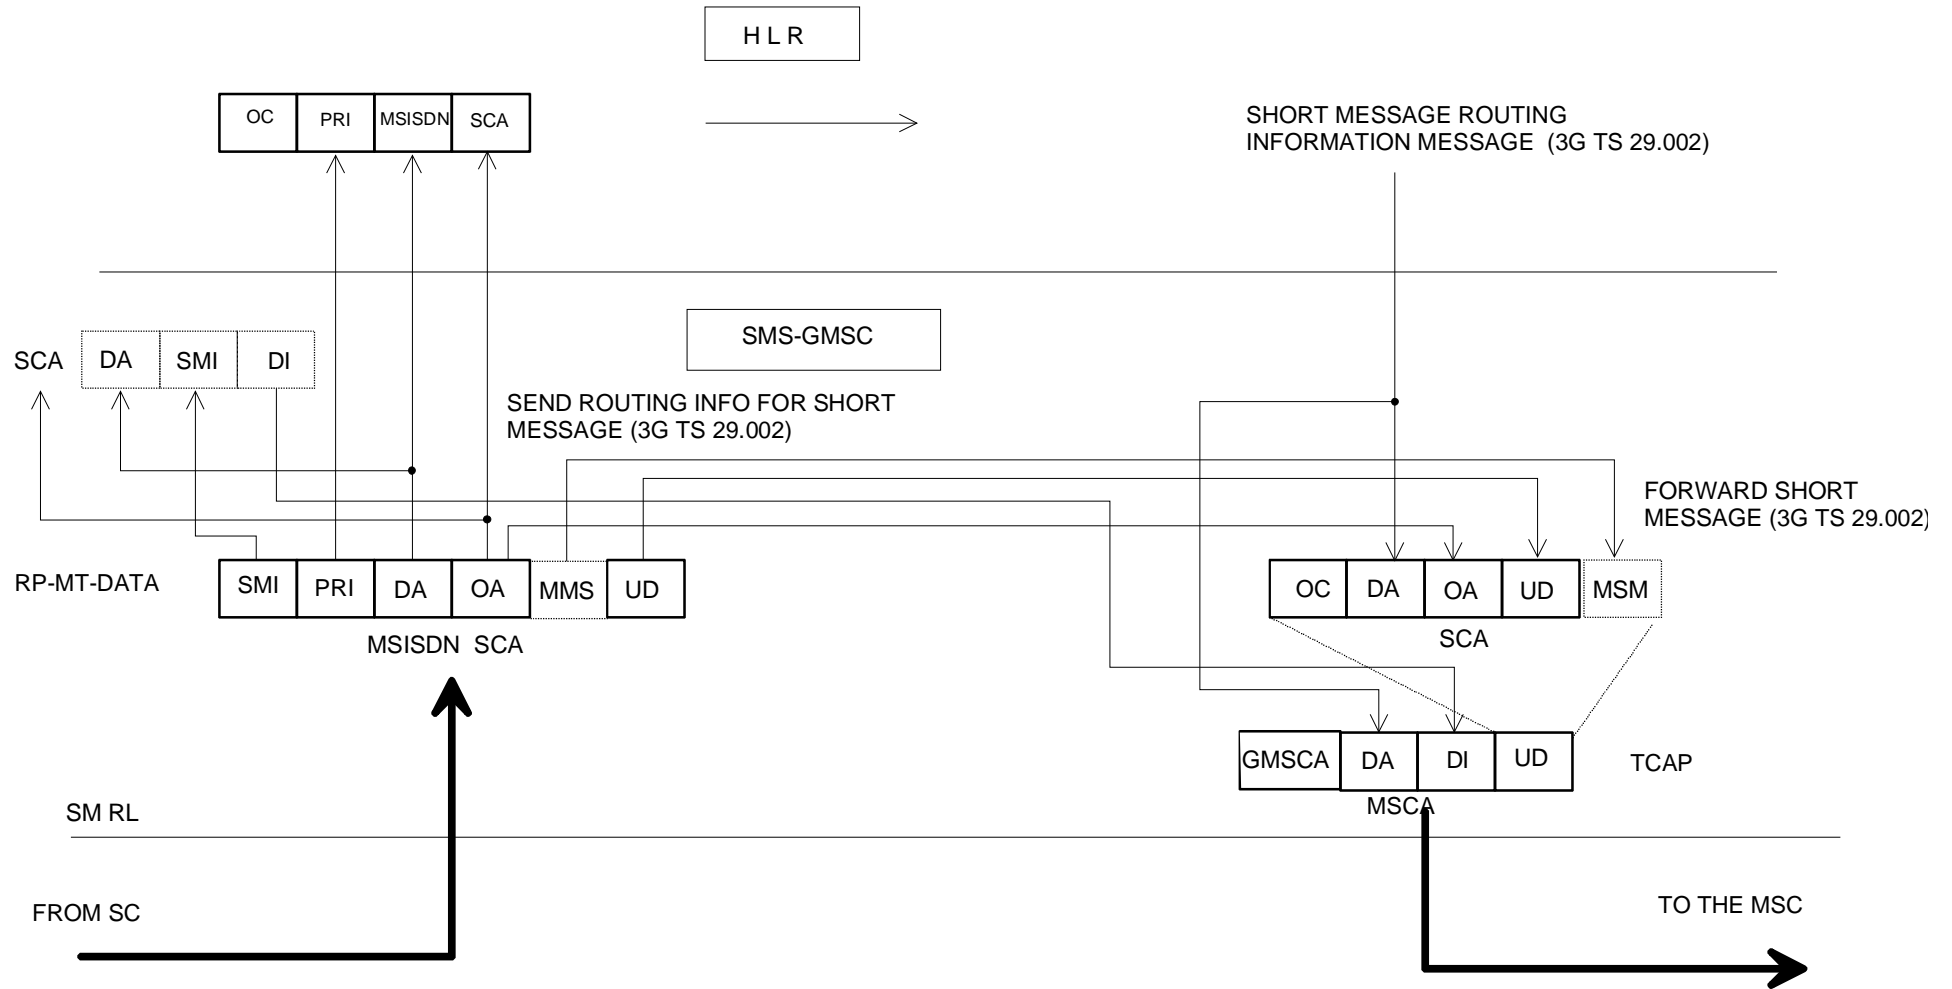 H L R
OC PRI MSISDN SCA
SHORT MESSAGE ROUTING
INFORMATION MESSAGE (3G TS 29.002)
SMS-GMSC
SCA DA SMI DI
SEND ROUTING INFO FOR SHORT
MESSAGE (3G TS 29.002)
FORWARD SHORT
MESSAGE (3G TS 29.002)
RP-MT-DATA SMI PRI DA OA MMS UD
MSISDN SCA
OC DA OA UD MSM
SCA
GMSCA DA DI UD TCAP
MSCA
SM RL
FROM SC
TO THE MSC